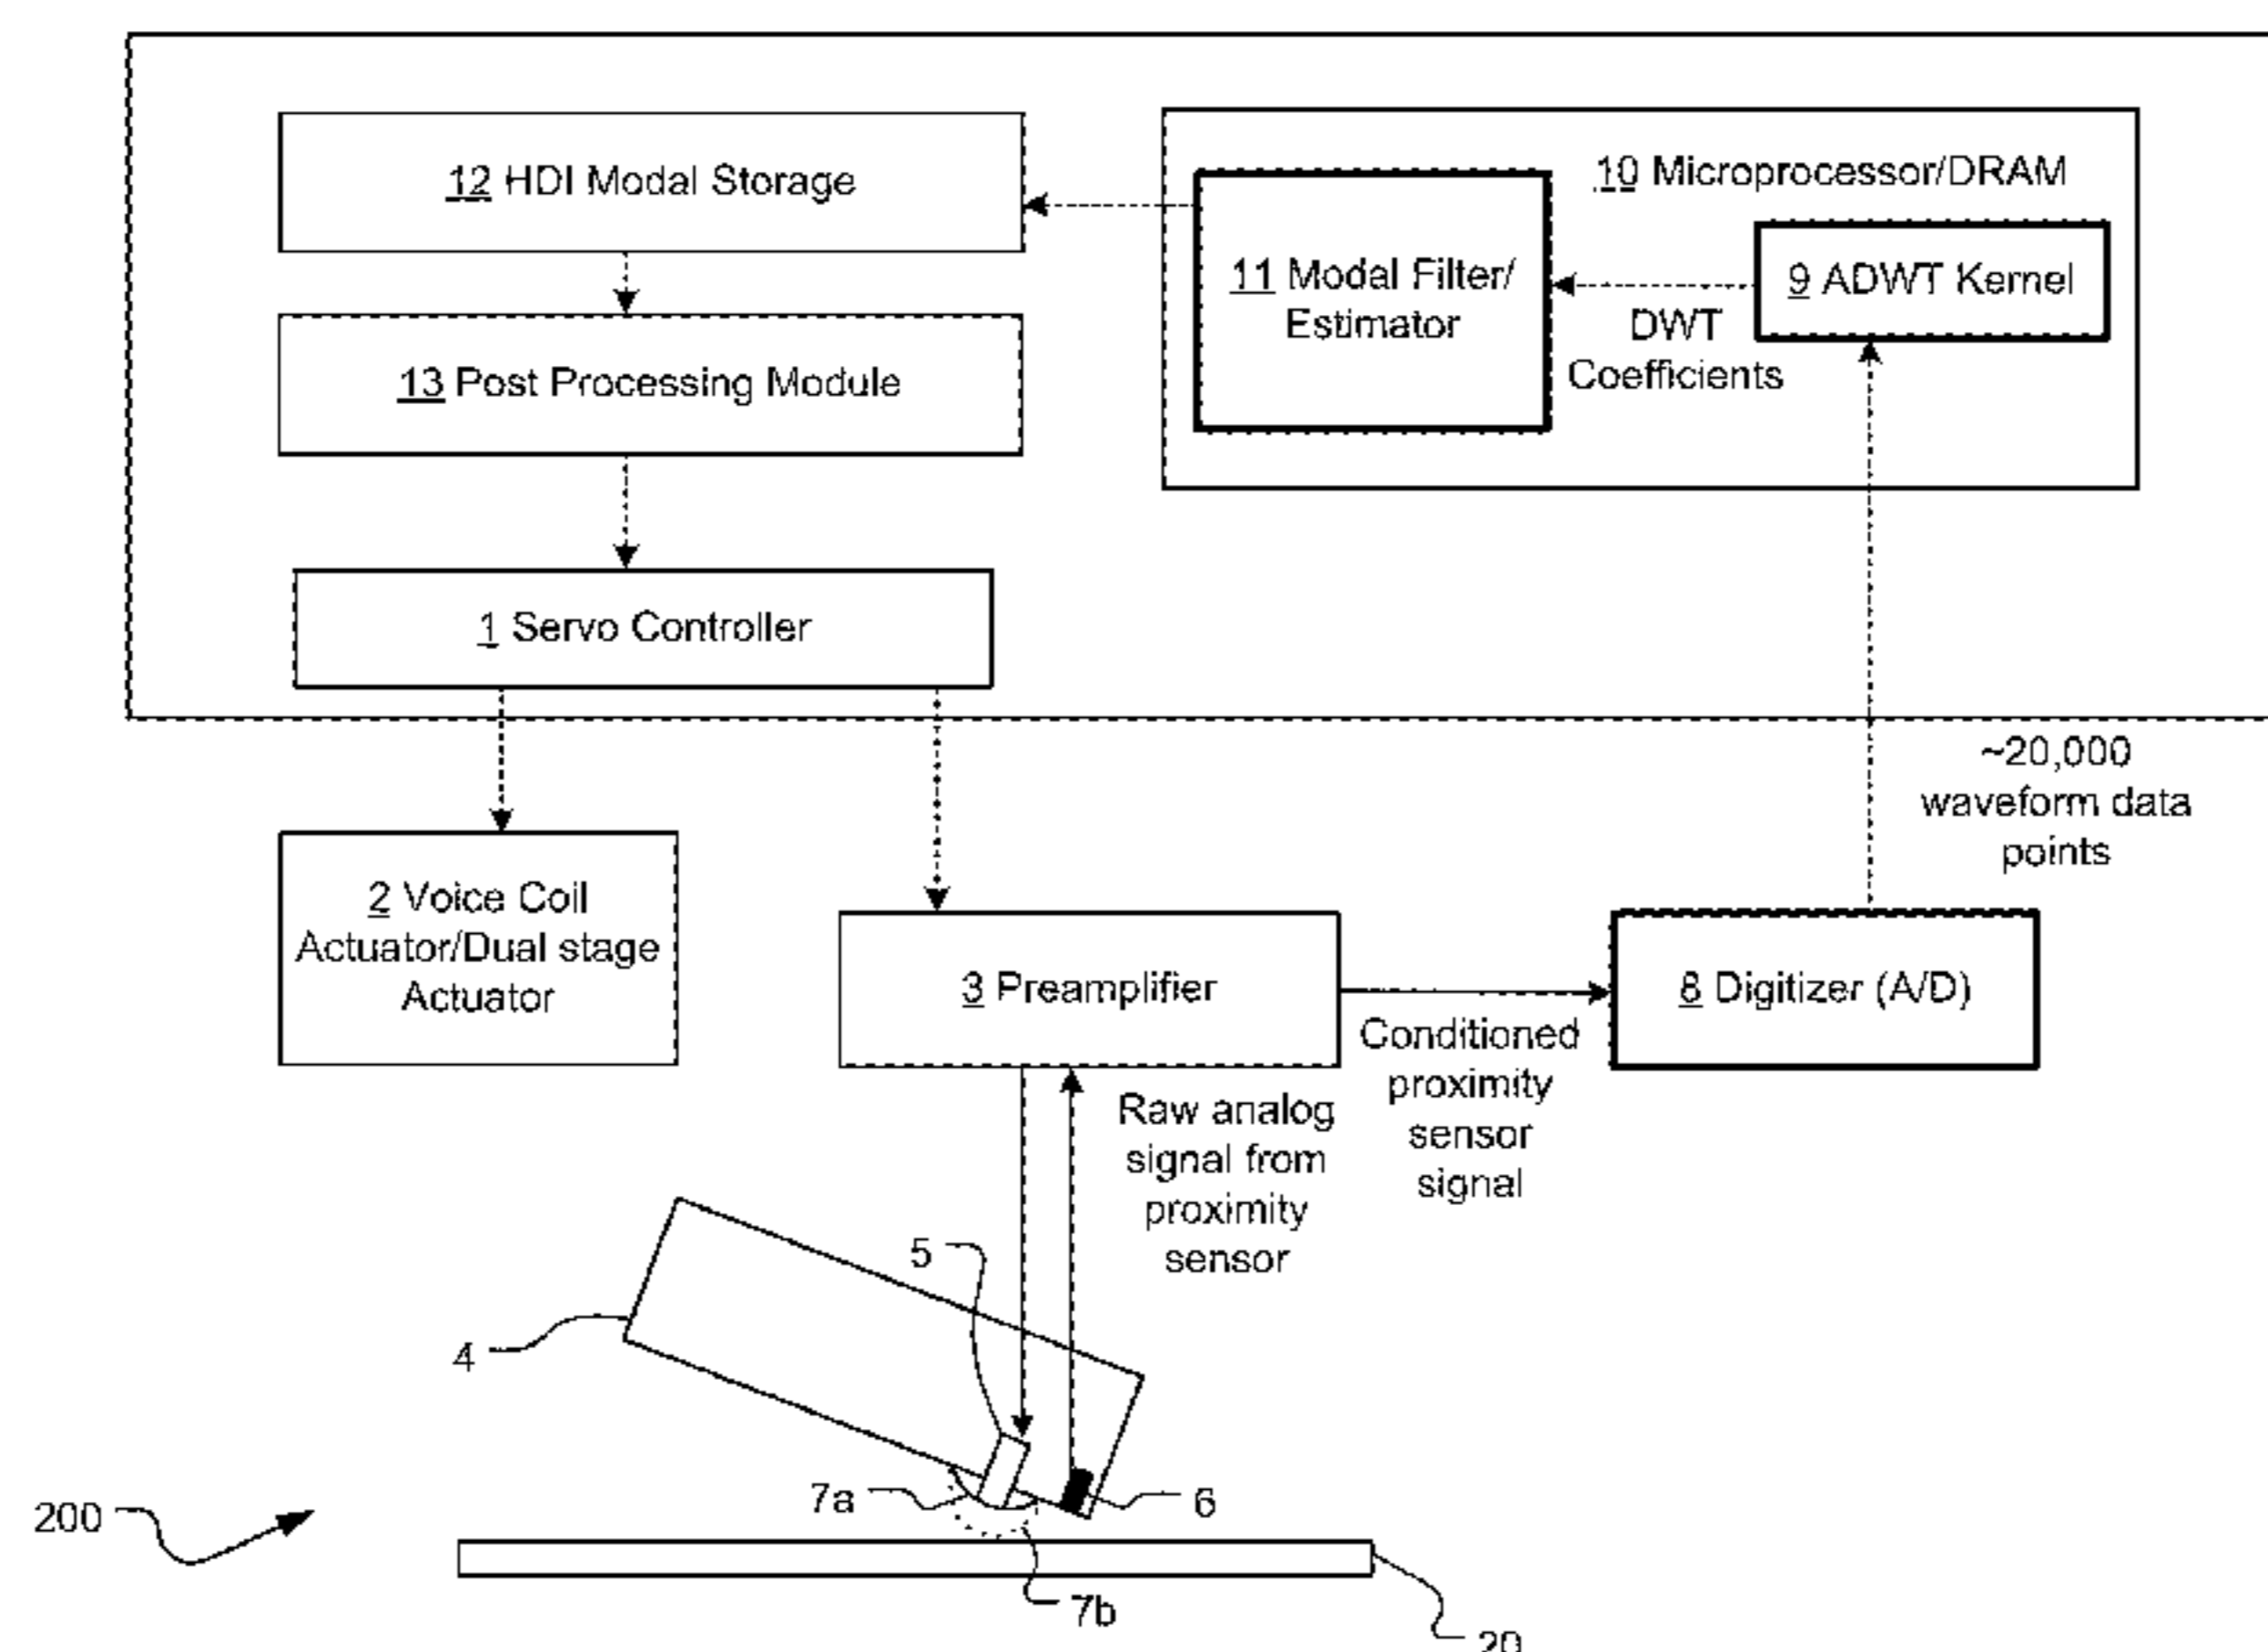 12 HDI Modal Storage
10 Microprocessor/DRAM
11 Modal Filter/
Estimator
9 ADWT Kernel
DWT
Coefficients
13 Post Processing Module
1 Servo Controller
~20,000
waveform data
points
2 Voice Coil
Actuator/Dual stage
Actuator
3 Preamplifier
8 Digitizer (A/D)
Conditioned
proximity
sensor
signal
Raw analog
signal from
proximity
sensor
5
4
7a
6
200
7b
20